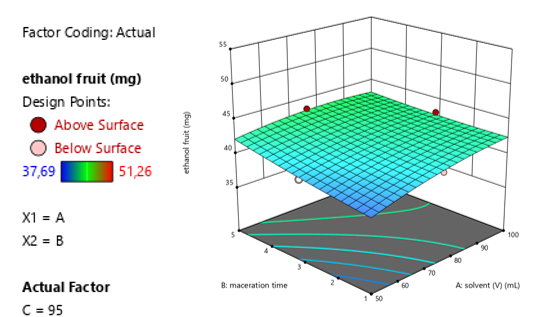 Factor Coding: Actual
ethanol fruit (mg)
Design Points:
Above Surface
Below Surface
37,69 51,26
X1 = A
X2 = B
Actual Factor
C = 95
ethanol fruit (mg)
55
50
45
40
35
5
4
3
2
1
50
60
70
80
90
100
B: maceration time
A: solvent (V) (mL)